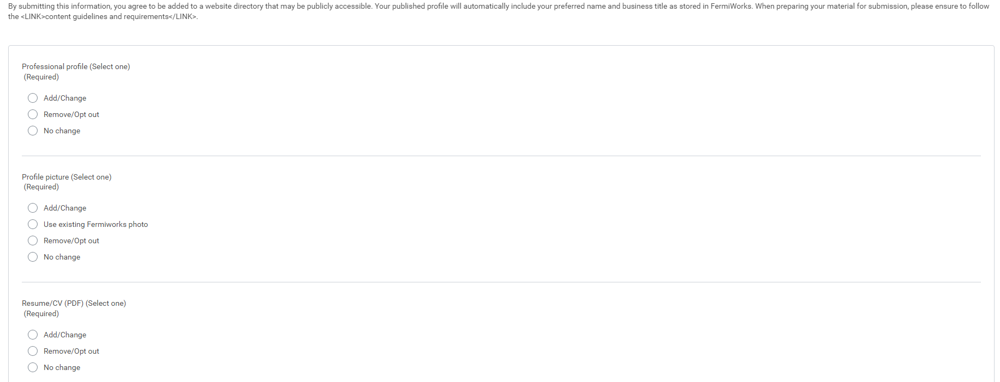 By submitting this information, you agree to be added to a website directory that may be publicly accessible. Your published profile will automatically include your preferred name and business title as stored in FermiWorks. When preparing your material for submission, please ensure to follow
the <LINK>content guidelines and requirements</LINK>.
Professional profile (Select one)
(Required)
Add/Change
Remove/Opt out
No change
Profile picture (Select one)
(Required)
Add/Change
Use existing Fermiworks photo
Remove/Opt out
No change
Resume/CV (PDF) (Select one)
(Required)
Add/Change
Remove/Opt out
No change